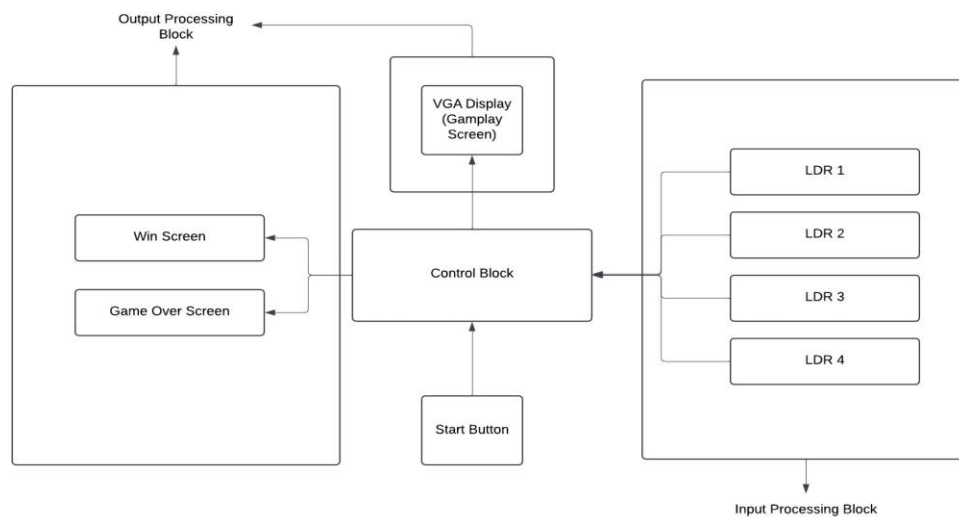 Output Processing
Block
VGA Display
(Gamplay
Screen)
LDR 1
LDR 2
Win Screen
Control Block
LDR 3
Game Over Screen
LDR 4
Start Button
Input Processing Block